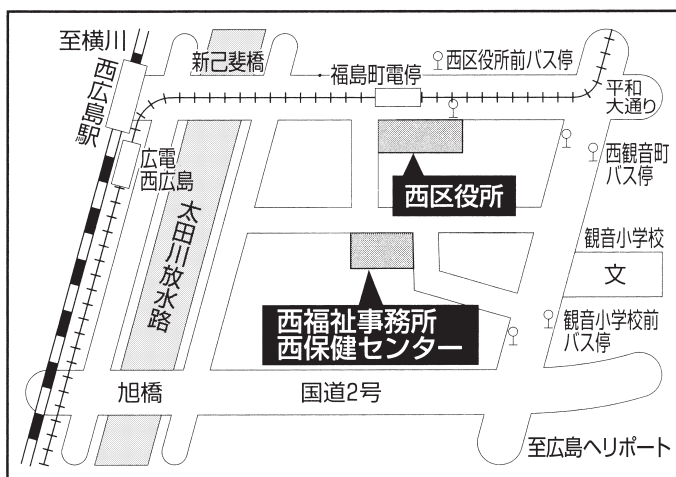 至横川
西広島駅
新己斐橋
福島町電停
西区役所前バス停
平和
大通り
広電
西広島
西観音町
バス停
西区役所
太田川放水路
観音小学校
文
西福祉事務所
西保健センター
観音小学校前
バス停
旭橋
国道2号
至広島ヘリポート